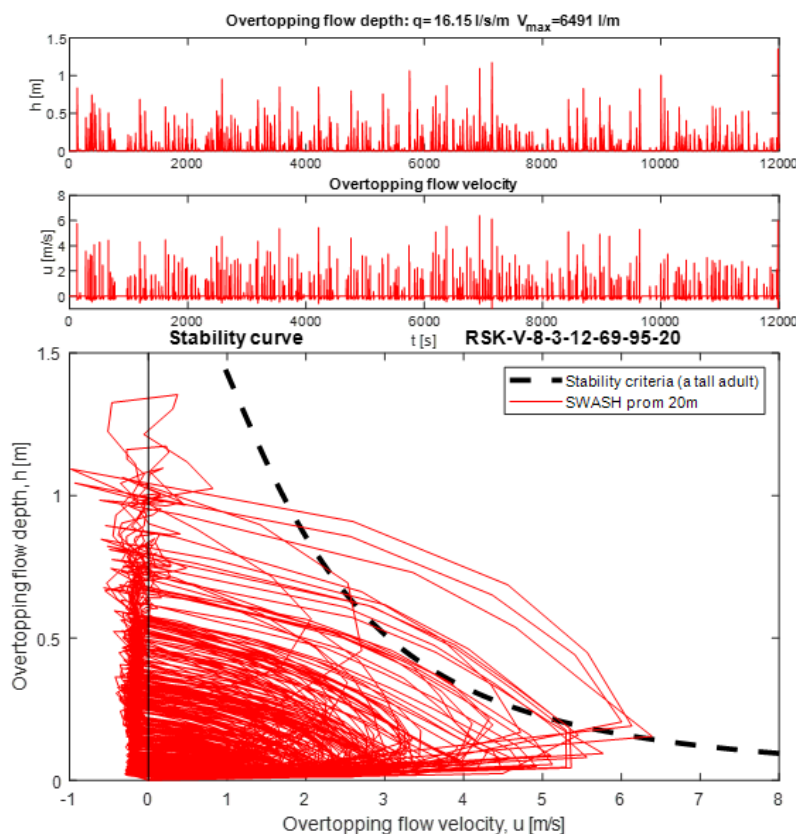 Overtopping flow depth: q= 16.15 l/s/m Vmax=6491 l/m
1.5
1
0.5
0
h [m]
0 2000 4000 6000 8000 10000 12000
Overtopping flow velocity
8
6
4
2
0
u [m/s]
0 2000 4000 6000 8000 10000 12000
Stability curve t [s] RSK-V-8-3-12-69-95-20
1.5
1
0.5
0
Overtopping flow depth, h [m]
Stability criteria (a tall adult)
SWASH prom 20m
-1 0 1 2 3 4 5 6 7 8
Overtopping flow velocity, u [m/s]